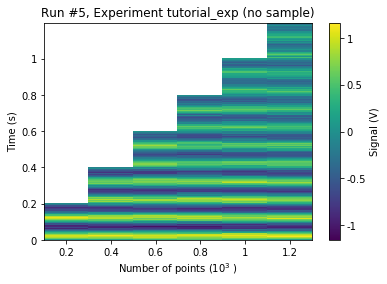 Run #5, Experiment tutorial_exp (no sample)
Time (s)
1
0.8
0.6
0.4
0.2
0
0.2 0.4 0.6 0.8 1 1.2
Number of points (10³ )
1
0.5
0
-0.5
-1
Signal (V)